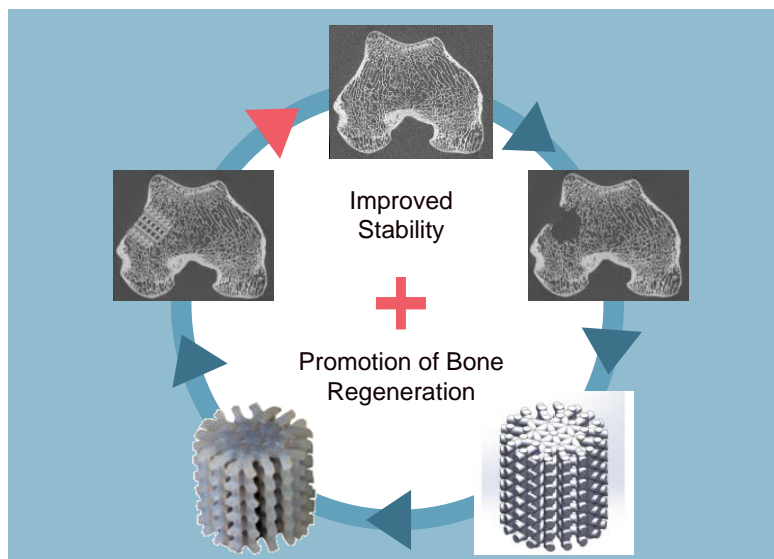 Improved
Stability
Promotion of Bone
Regeneration